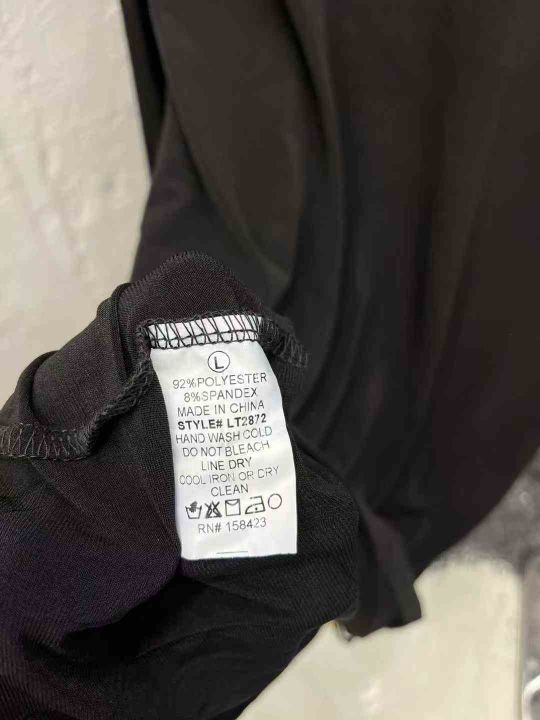 L
92%POLYESTER
8%SPANDEX
MADE IN CHINA
STYLE# LT2872
HAND WASH COLD
DO NOT BLEACH
LINE DRY
COOL IRON OR DRY
CLEAN
RN# 158423